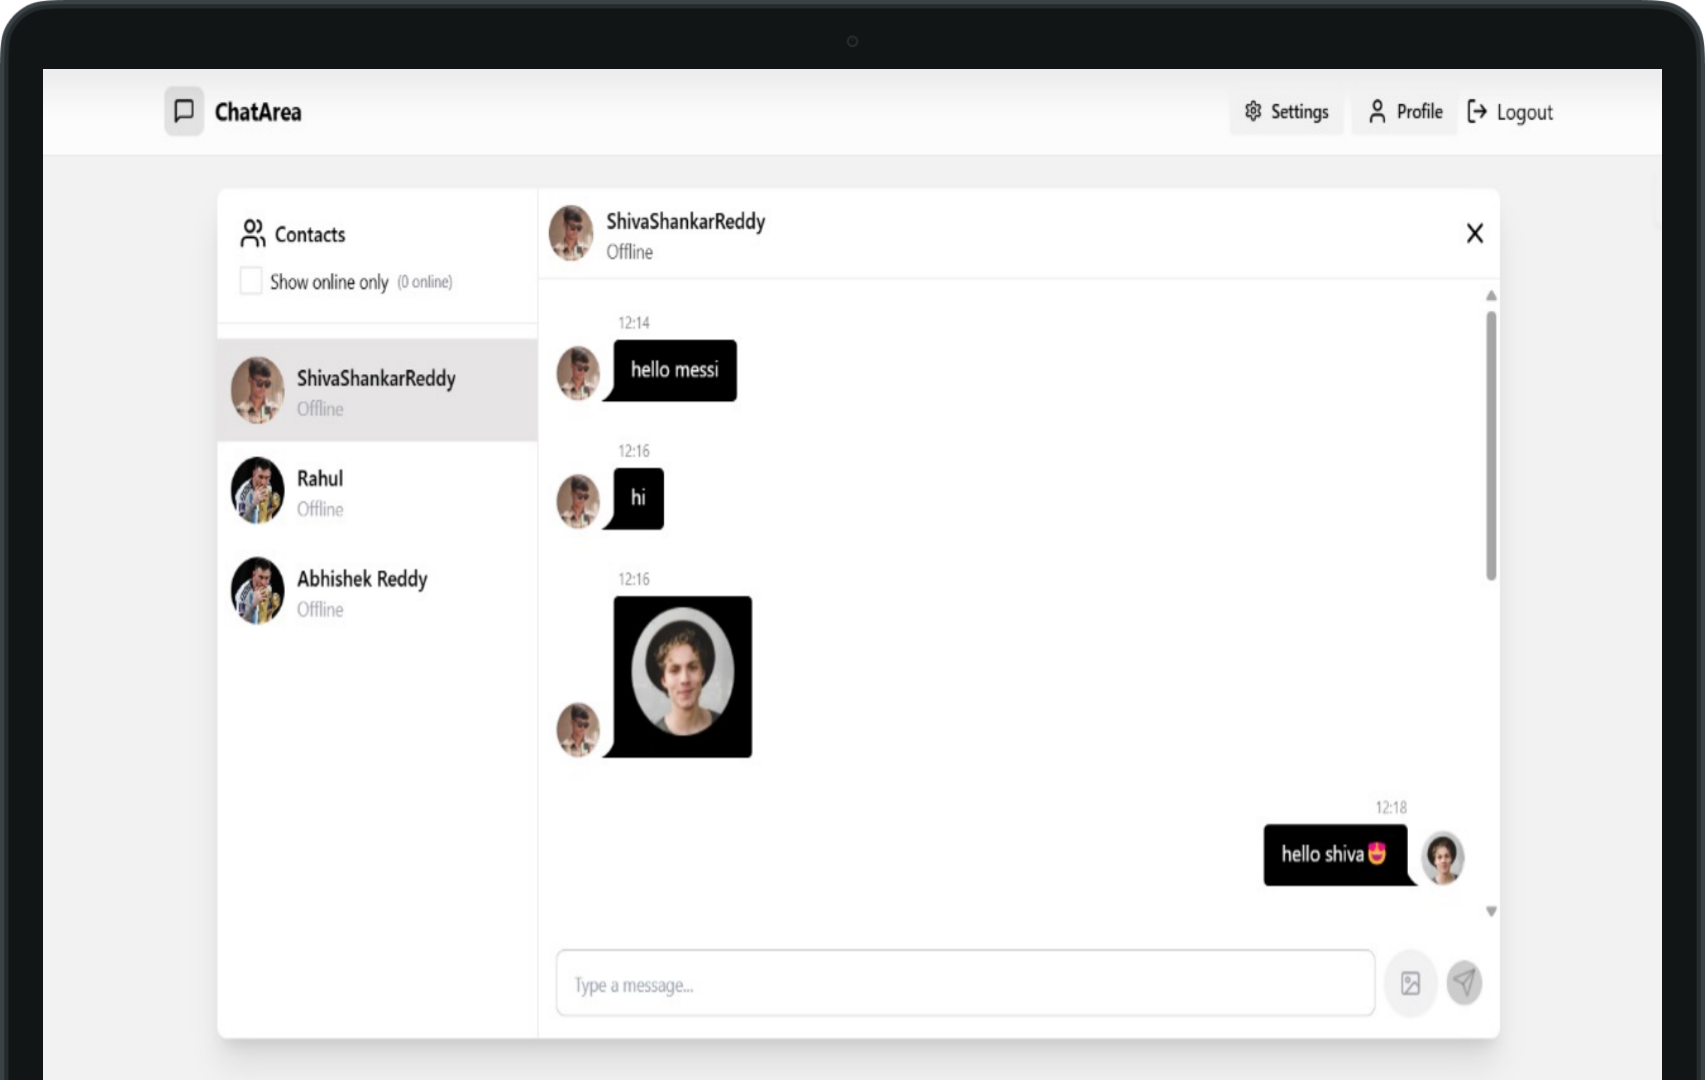 ChatArea
Settings
Profile
Logout
Contacts
Show online only (0 online)
ShivaShankarReddy
Offline
Rahul
Offline
Abhishek Reddy
Offline
ShivaShankarReddy
Offline
12:14
hello messi
12:16
hi
12:16
12:18
hello shiva😍
Type a message...